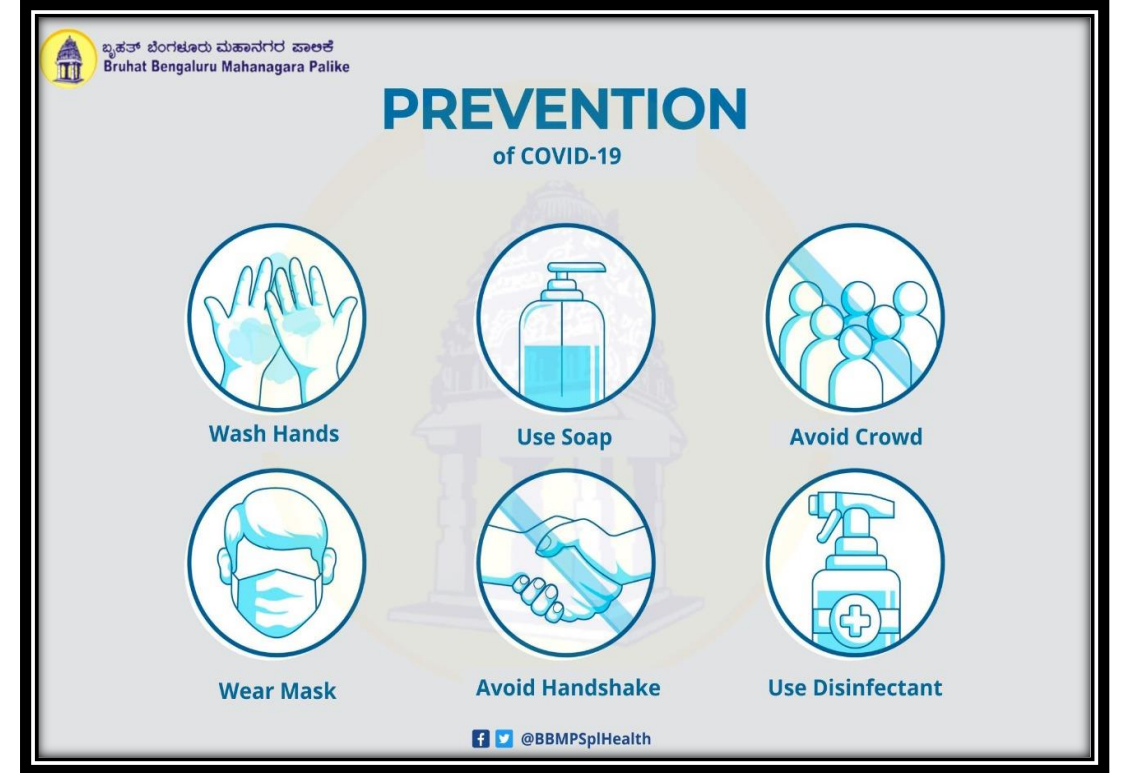 ಬೃಹತ್ ಬೆಂಗಳೂರು ಮಹಾನಗರ ಪಾಲಿಕೆ
Bruhat Bengaluru Mahanagara Palike
PREVENTION
of COVID-19
Wash Hands
Use Soap
Avoid Crowd
Wear Mask
Avoid Handshake
Use Disinfectant
@BBMPSplHealth